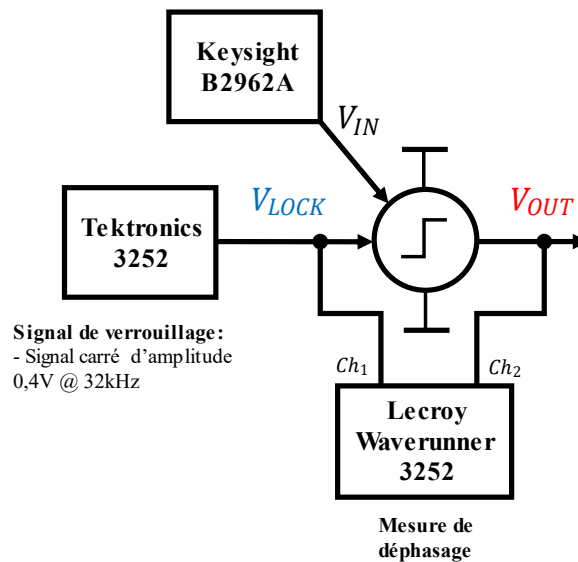 Keysight
B2962A
V_IN
V_LOCK
V_OUT
Tektronics
3252
Signal de verrouillage:
- Signal carré d'amplitude
0,4V @ 32kHz
Ch_1
Ch_2
Lecroy
Waverunner
3252
Mesure de
déphasage